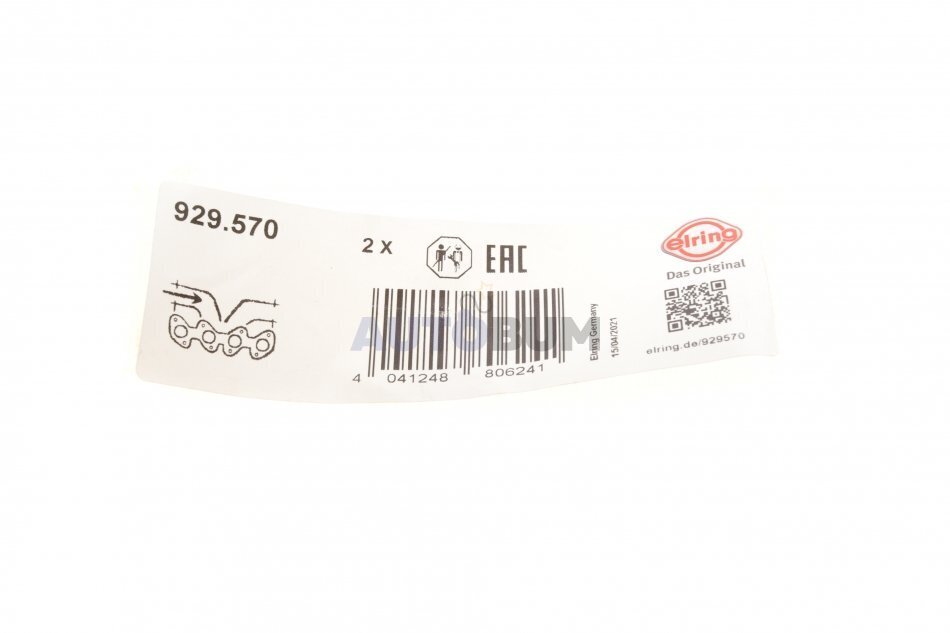 929.570
2 X
EAC
elring
Das Original
elring.de/929570
Elring Germany
15/04/2021
AUTOBUM
4 041248 806241